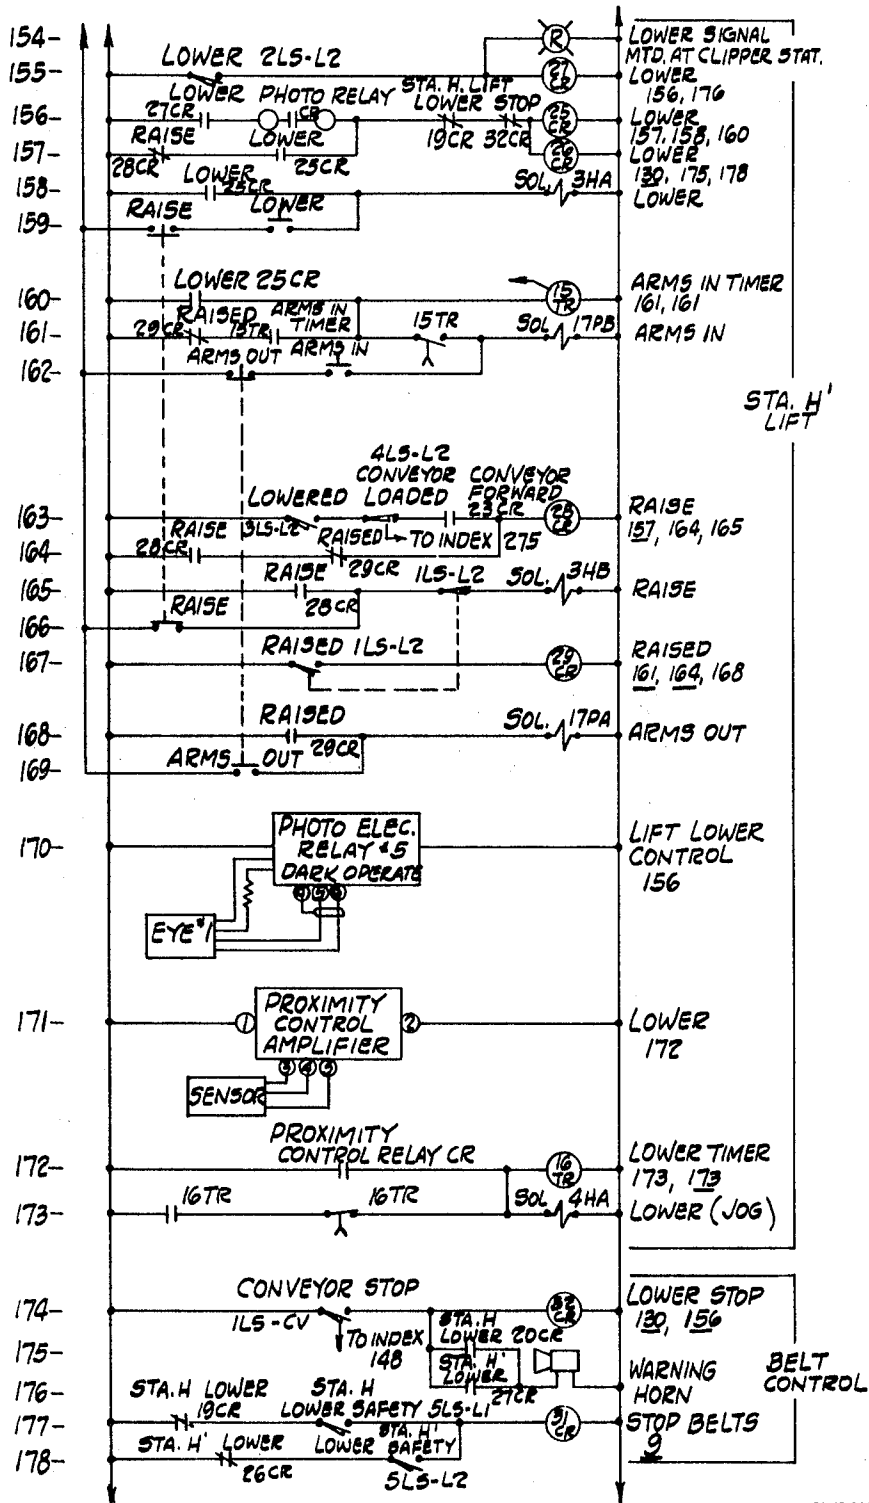 154-
R
LOWER SIGNAL
MTD. AT CLIPPER STAT.
155-
LOWER 2LS-L2
27
CR
LOWER
156, 176
156-
27CR
LOWER PHOTO RELAY
CR
STA. H. LIFT
LOWER STOP
19CR 32CR
25
CR
LOWER
157, 158, 160
157-
RAISE
28CR
LOWER
25CR
26
CR
LOWER
130, 175, 178
158-
LOWER
25CR
SOL 3HA
LOWER
159-
RAISE
LOWER
160-
LOWER 25CR
15
TR
ARMS IN TIMER
161, 161
161-
RAISED
29CR
15TR
ARMS IN
TIMER
15TR
SOL 17PB
ARMS IN
162-
ARMS OUT
ARMS IN
STA. H'
LIFT
163-
LOWERED
3LS-L2
4LS-L2
CONVEYOR
LOADED
CONVEYOR
FORWARD
23CR
28
CR
RAISE
157, 164, 165
164-
RAISE
28CR
RAISED
29CR
TO INDEX 275
165-
RAISE
28CR
1LS-L2
SOL. 3HB
RAISE
166-
RAISE
167-
RAISED 1LS-L2
29
CR
RAISED
161, 164, 168
168-
RAISED
29CR
SOL. 17PA
ARMS OUT
169-
ARMS OUT
170-
PHOTO ELEC.
RELAY #5
DARK OPERATE
4 5 6
EYE #1
LIFT LOWER
CONTROL
156
171-
1
PROXIMITY
CONTROL
AMPLIFIER
2
3 4 5
SENSOR
LOWER
172
172-
PROXIMITY
CONTROL RELAY CR
16
TR
LOWER TIMER
173, 173
173-
16TR
16TR
SOL 4HA
LOWER (JOG)
174-
CONVEYOR STOP
1LS-CV
32
CR
LOWER STOP
130, 156
175-
TO INDEX
148
STA. H
LOWER 20CR
176-
STA. H'
LOWER
27CR
WARNING
HORN
BELT
CONTROL
177-
STA. H LOWER
19CR
STA. H
LOWER SAFETY 5LS-L1
31
CR
STOP BELTS
9
178-
STA. H' LOWER
26CR
STA. H'
LOWER SAFETY
5LS-L2